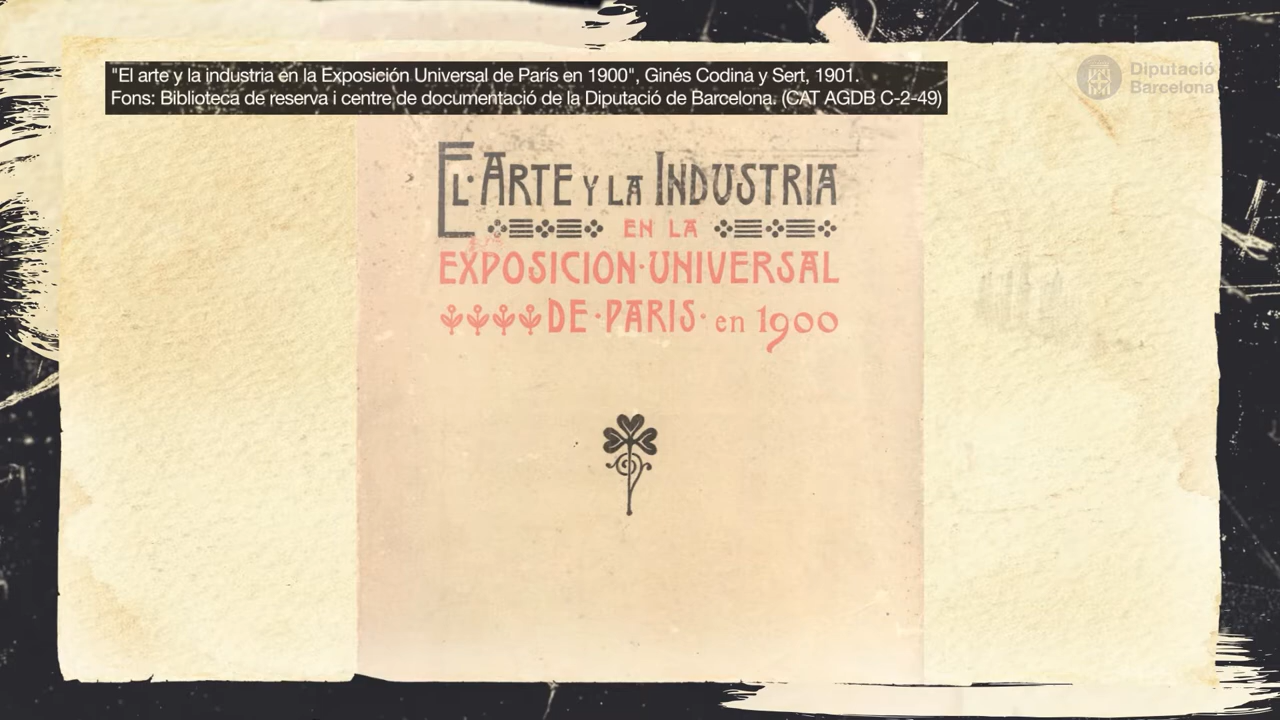 "El arte y la industria en la Exposición Universal de París en 1900", Ginés Codina y Sert, 1901.
Fons: Biblioteca de reserva i centre de documentació de la Diputació de Barcelona. (CAT AGDB C-2-49)
Diputació
Barcelona
EL·ARTE Y LA INDUSTRIA
EN LA
EXPOSICION·UNIVERSAL
DE·PARIS·en 1900